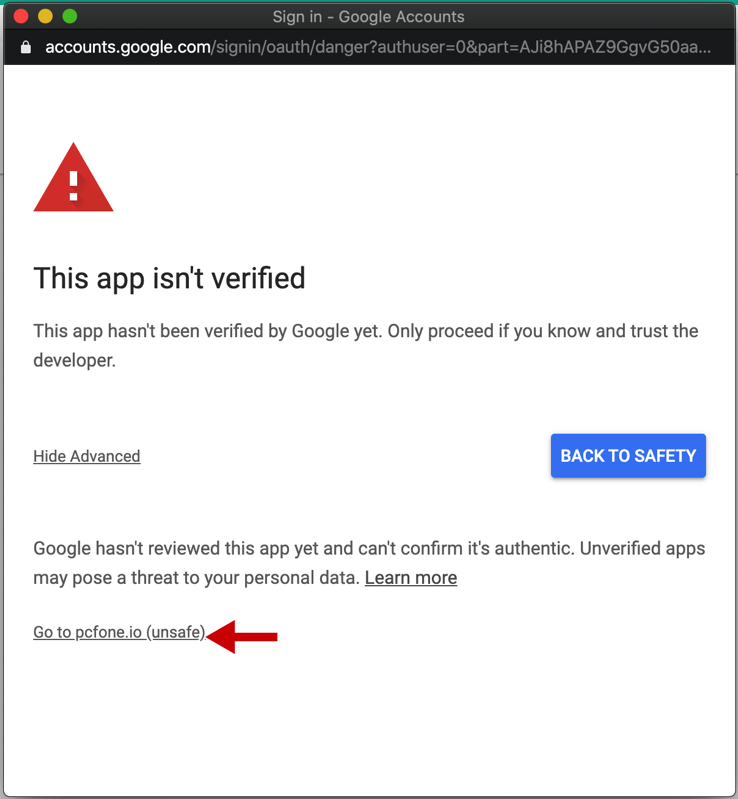 Sign in - Google Accounts
accounts.google.com/signin/oauth/danger?authuser=0&part=AJi8hAPAZ9GgvG50aa...
This app isn't verified
This app hasn't been verified by Google yet. Only proceed if you know and trust the
developer.
Hide Advanced
BACK TO SAFETY
Google hasn't reviewed this app yet and can't confirm it's authentic. Unverified apps
may pose a threat to your personal data. Learn more
Go to pcfone.io (unsafe)